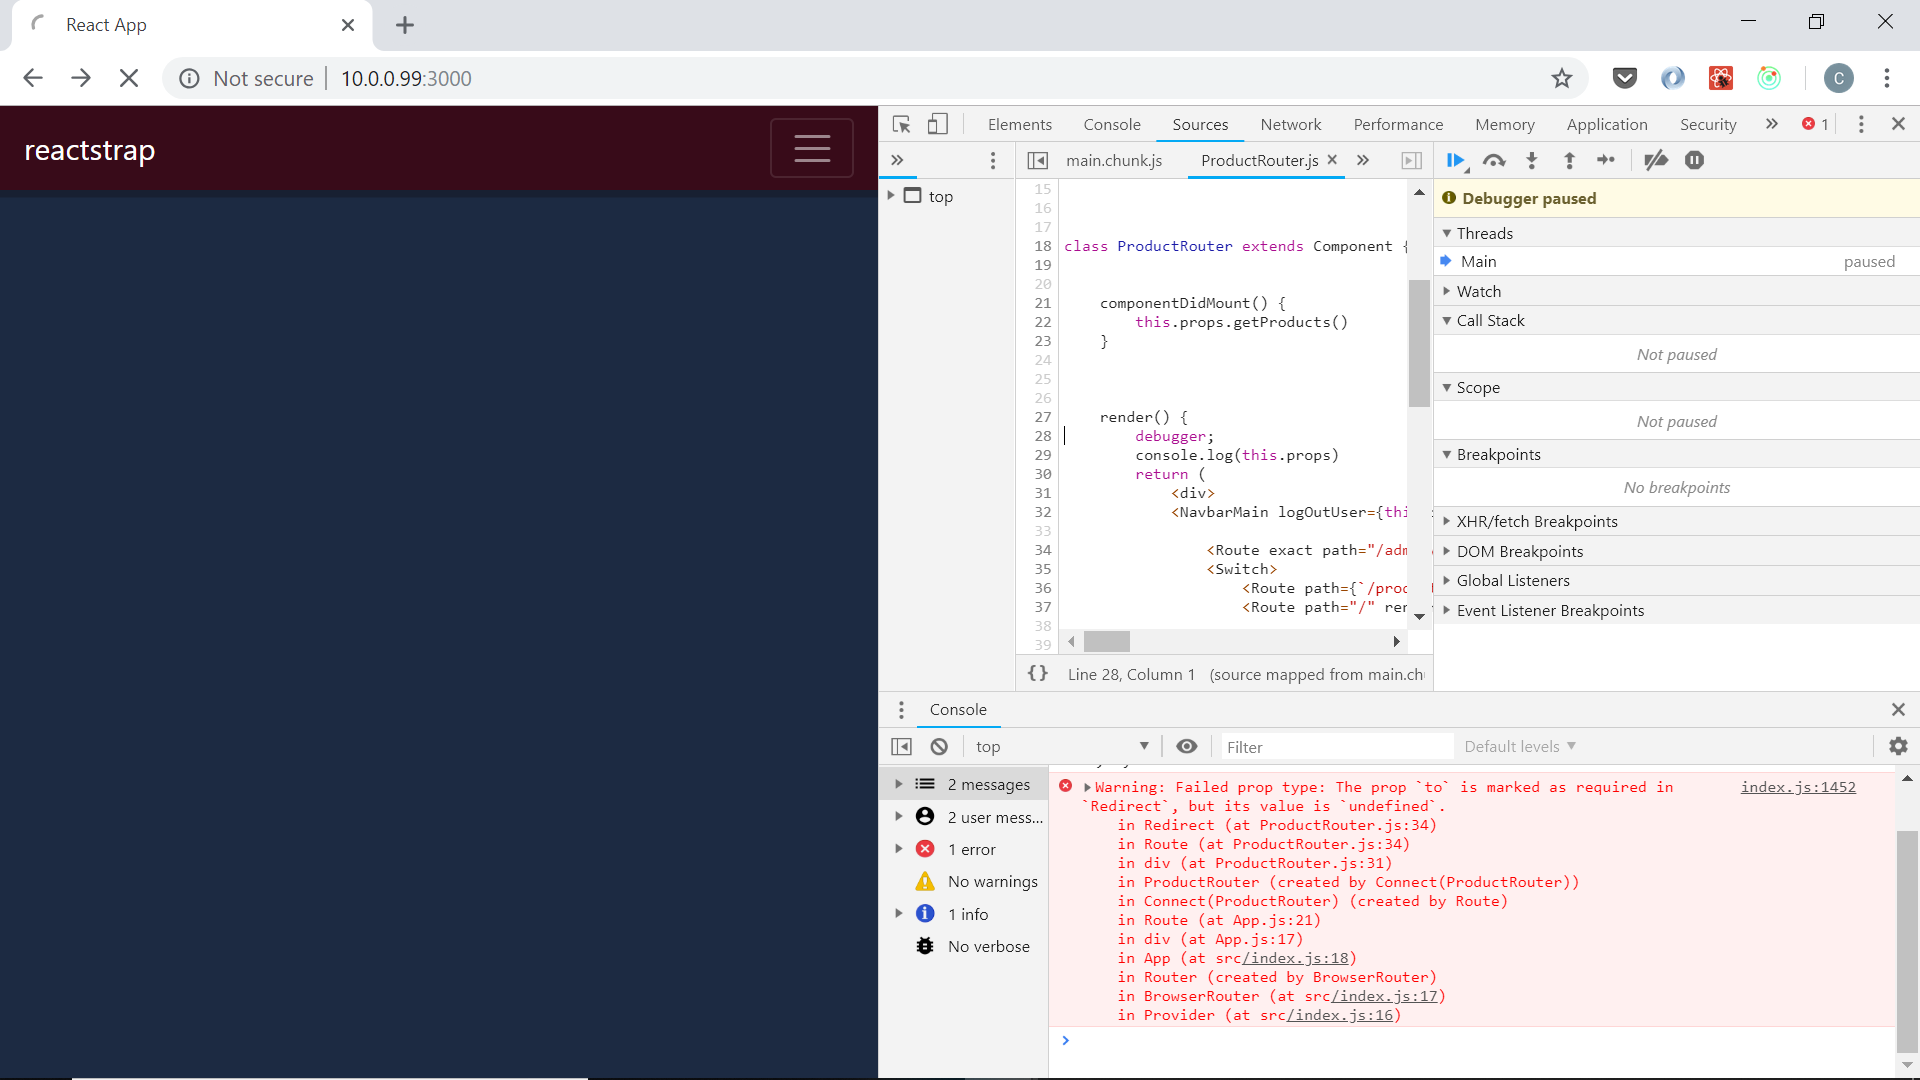 React App
Not secure 10.0.0.99:3000
C
reactstrap
Elements Console Sources Network Performance Memory Application Security » 1
» main.chunk.js ProductRouter.js »
top
15
16
17
18 class ProductRouter extends Component {
19
20
21 componentDidMount() {
22 this.props.getProducts()
23 }
24
25
26
27 render() {
28 debugger;
29 console.log(this.props)
30 return (
31 <div>
32 <NavbarMain logOutUser={thi
33
34 <Route exact path="/adm
35 <Switch>
36 <Route path={`/prod
37 <Route path="/" ren
38
39
{} Line 28, Column 1 (source mapped from main.ch
Debugger paused
Threads
Main paused
Watch
Call Stack
Not paused
Scope
Not paused
Breakpoints
No breakpoints
XHR/fetch Breakpoints
DOM Breakpoints
Global Listeners
Event Listener Breakpoints
Console
top Filter Default levels
2 messages
2 user mess...
1 error
No warnings
1 info
No verbose
Warning: Failed prop type: The prop `to` is marked as required in index.js:1452
`Redirect`, but its value is `undefined`.
in Redirect (at ProductRouter.js:34)
in Route (at ProductRouter.js:34)
in div (at ProductRouter.js:31)
in ProductRouter (created by Connect(ProductRouter))
in Connect(ProductRouter) (created by Route)
in Route (at App.js:21)
in div (at App.js:17)
in App (at src/index.js:18)
in Router (created by BrowserRouter)
in BrowserRouter (at src/index.js:17)
in Provider (at src/index.js:16)